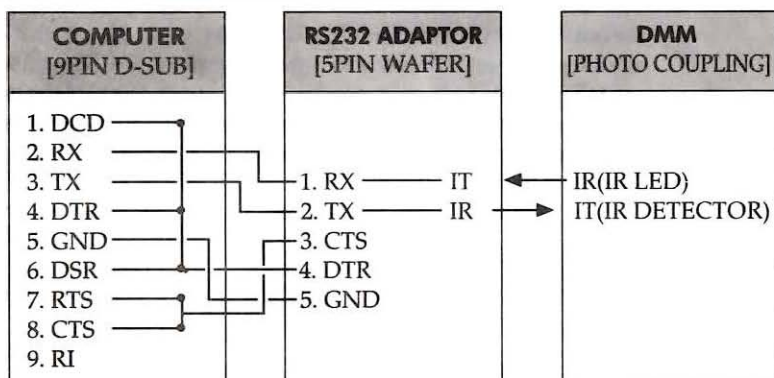 COMPUTER
[9PIN D-SUB]
RS232 ADAPTOR
[5PIN WAFER]
DMM
[PHOTO COUPLING]
1. DCD
2. RX
3. TX
4. DTR
5. GND
6. DSR
7. RTS
8. CTS
9. RI
1. RX IT
2. TX IR
3. CTS
4. DTR
5. GND
IR(IR LED)
IT(IR DETECTOR)